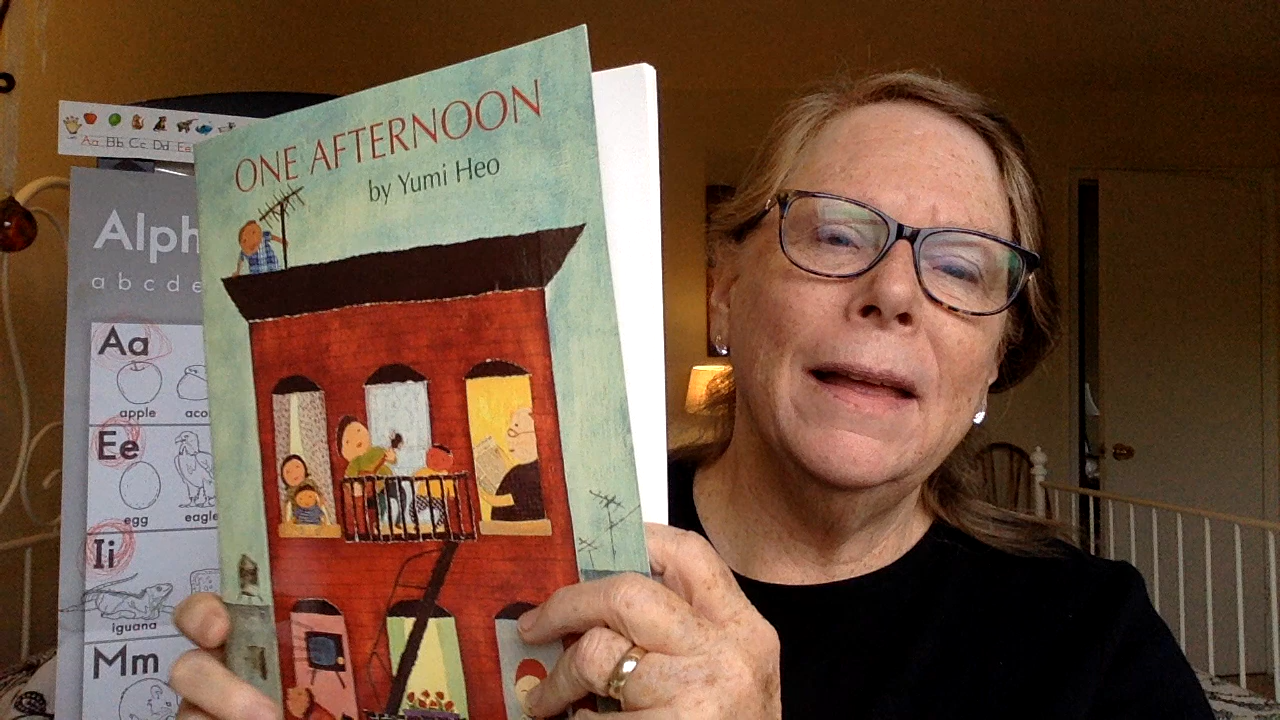 ONE AFTERNOON
by Yumi Heo
Aa Bb Cc Dd Ee
Alph
a b c d e
Aa
apple
aco
Ee
egg
eagle
Ii
iguana
Mm